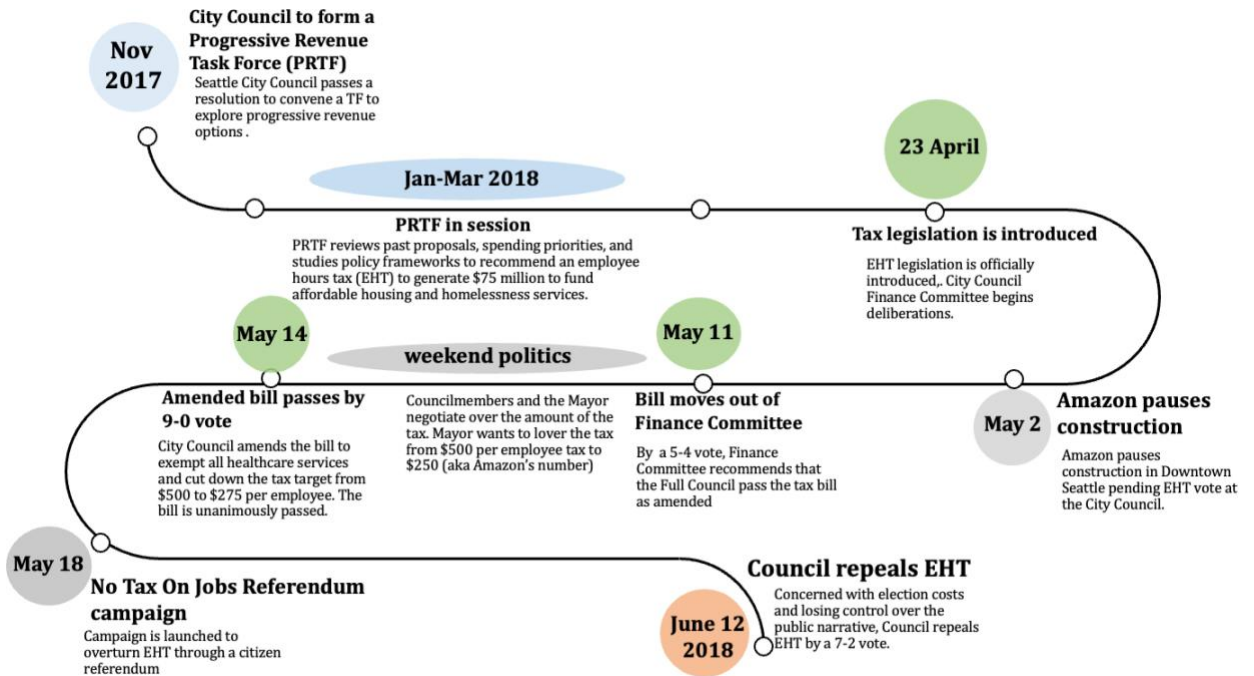 Nov
2017
City Council to form a
Progressive Revenue
Task Force (PRTF)
Seattle City Council passes a
resolution to convene a TF to
explore progressive revenue
options .
Jan-Mar 2018
PRTF in session
PRTF reviews past proposals, spending priorities, and
studies policy frameworks to recommend an employee
hours tax (EHT) to generate $75 million to fund
affordable housing and homelessness services.
23 April
Tax legislation is introduced
EHT legislation is officially
introduced,. City Council
Finance Committee begins
deliberations.
May 2
Amazon pauses
construction
Amazon pauses
construction in Downtown
Seattle pending EHT vote at
the City Council.
May 11
Bill moves out of
Finance Committee
By a 5-4 vote, Finance
Committee recommends that
the Full Council pass the tax bill
as amended
weekend politics
Councilmembers and the Mayor
negotiate over the amount of the
tax. Mayor wants to lover the tax
from $500 per employee tax to
$250 (aka Amazon's number)
May 14
Amended bill passes by
9-0 vote
City Council amends the bill to
exempt all healthcare services
and cut down the tax target from
$500 to $275 per employee. The
bill is unanimously passed.
May 18
No Tax On Jobs Referendum
campaign
Campaign is launched to
overturn EHT through a citizen
referendum
June 12
2018
Council repeals EHT
Concerned with election costs
and losing control over the
public narrative, Council repeals
EHT by a 7-2 vote.